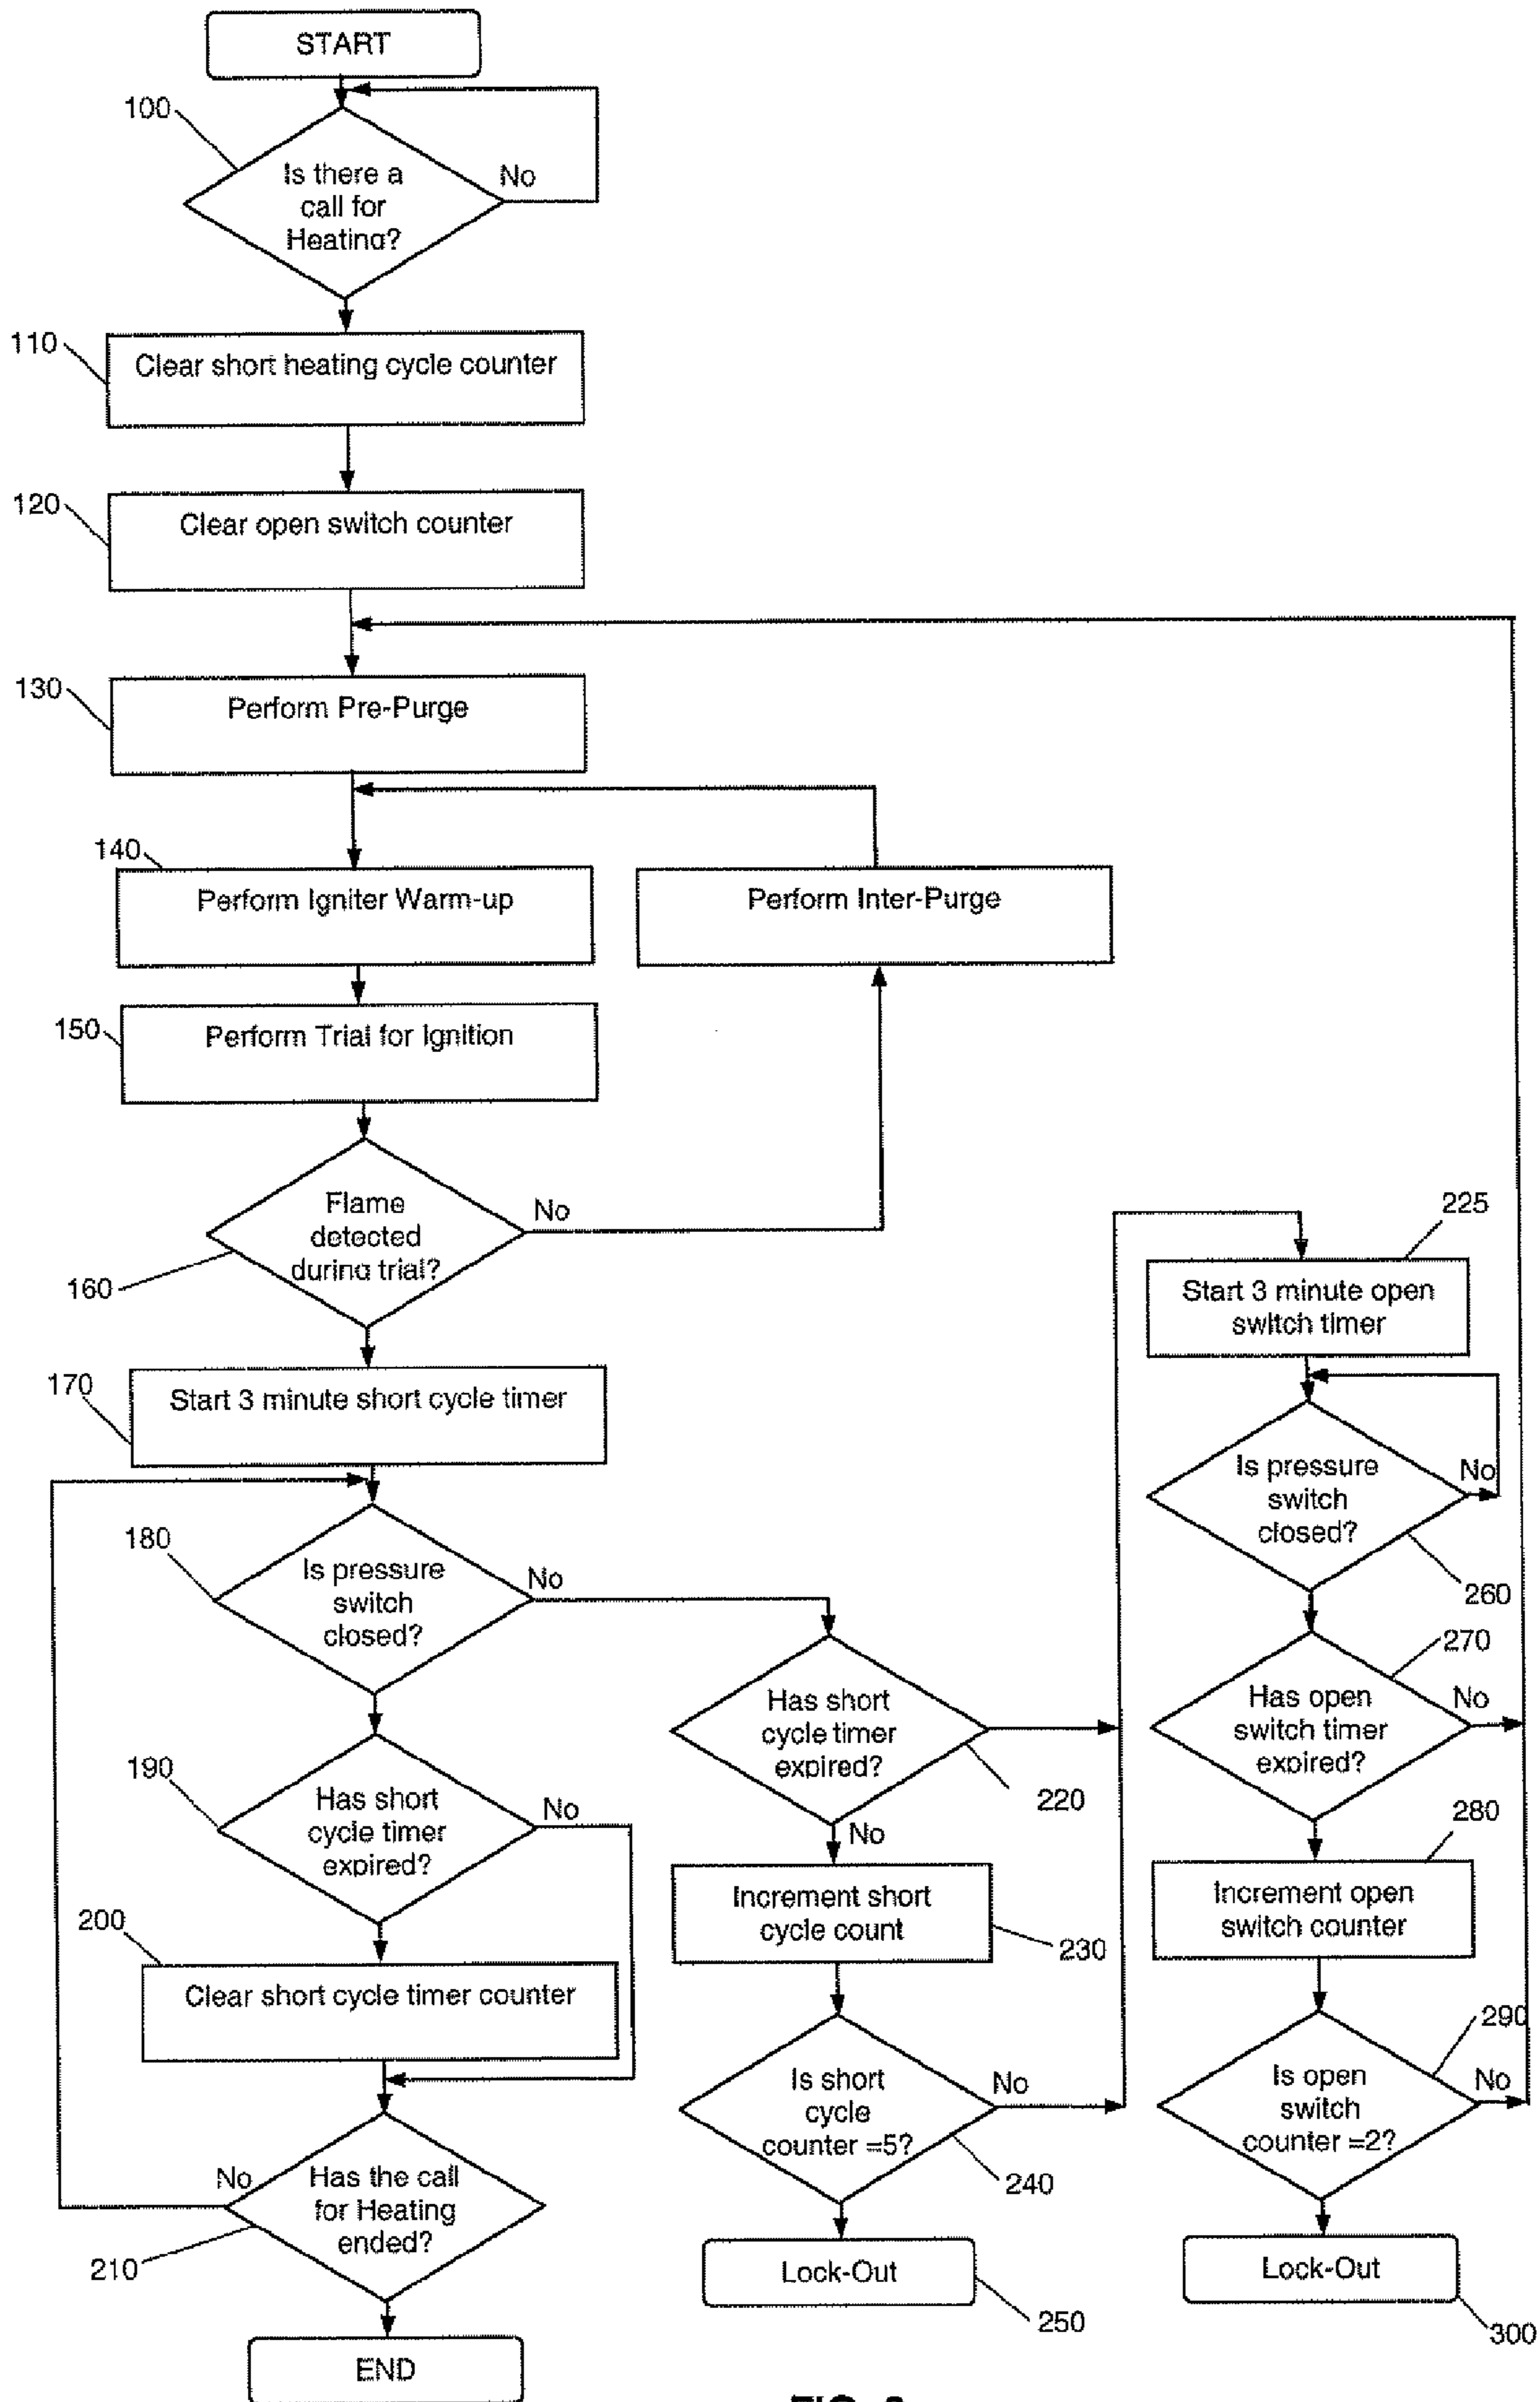 START
100
Is there a
call for
Heating?
No
110
Clear short heating cycle counter
120
Clear open switch counter
130
Perform Pre-Purge
140
Perform Igniter Warm-up
Perform Inter-Purge
150
Perform Trial for Ignition
Flame
detected
during trial?
No
160
225
Start 3 minute open
switch timer
170
Start 3 minute short cycle timer
Is pressure
switch
closed?
No
260
180
Is pressure
switch
closed?
No
270
Has open
switch timer
expired?
No
Has short
cycle timer
expired?
220
No
190
Has short
cycle timer
expired?
No
280
Increment open
switch counter
Increment short
cycle count
230
200
Clear short cycle timer counter
290
Is open
switch
counter =2?
No
Is short
cycle
counter =5?
No
240
No
Has the call
for Heating
ended?
210
Lock-Out
250
Lock-Out
300
END